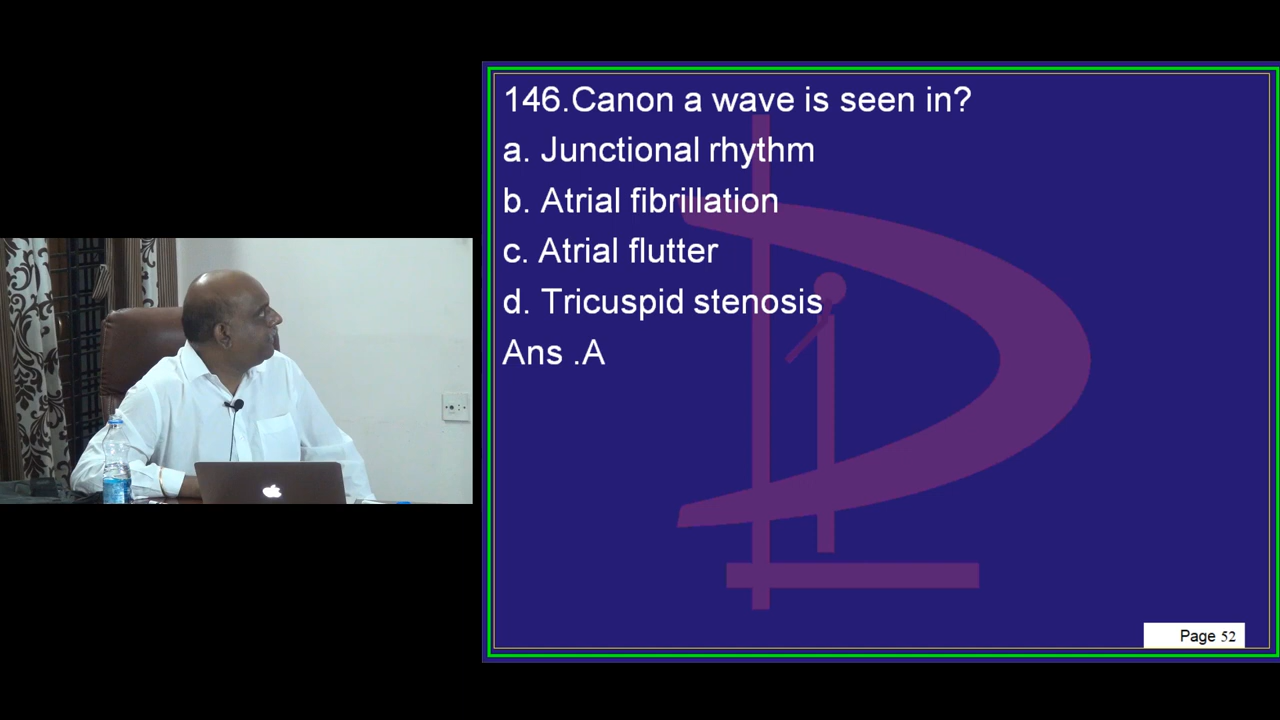 146.Canon a wave is seen in?
a. Junctional rhythm
b. Atrial fibrillation
c. Atrial flutter
d. Tricuspid stenosis
Ans .A
Page 52